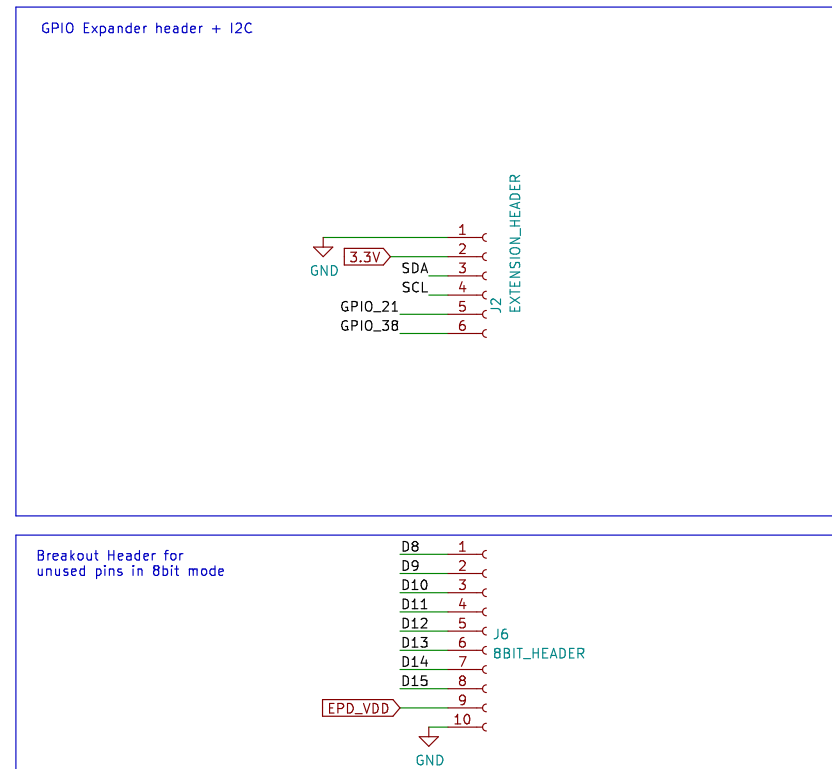 GPIO Expander header + I2C
EXTENSION_HEADER
J2
1
GND
3.3V
2
SDA
3
SCL
4
GPIO_21
5
GPIO_38
6
Breakout Header for
unused pins in 8bit mode
D8
1
D9
2
D10
3
D11
4
D12
5
D13
6
D14
7
D15
8
J6
8BIT_HEADER
EPD_VDD
9
10
GND